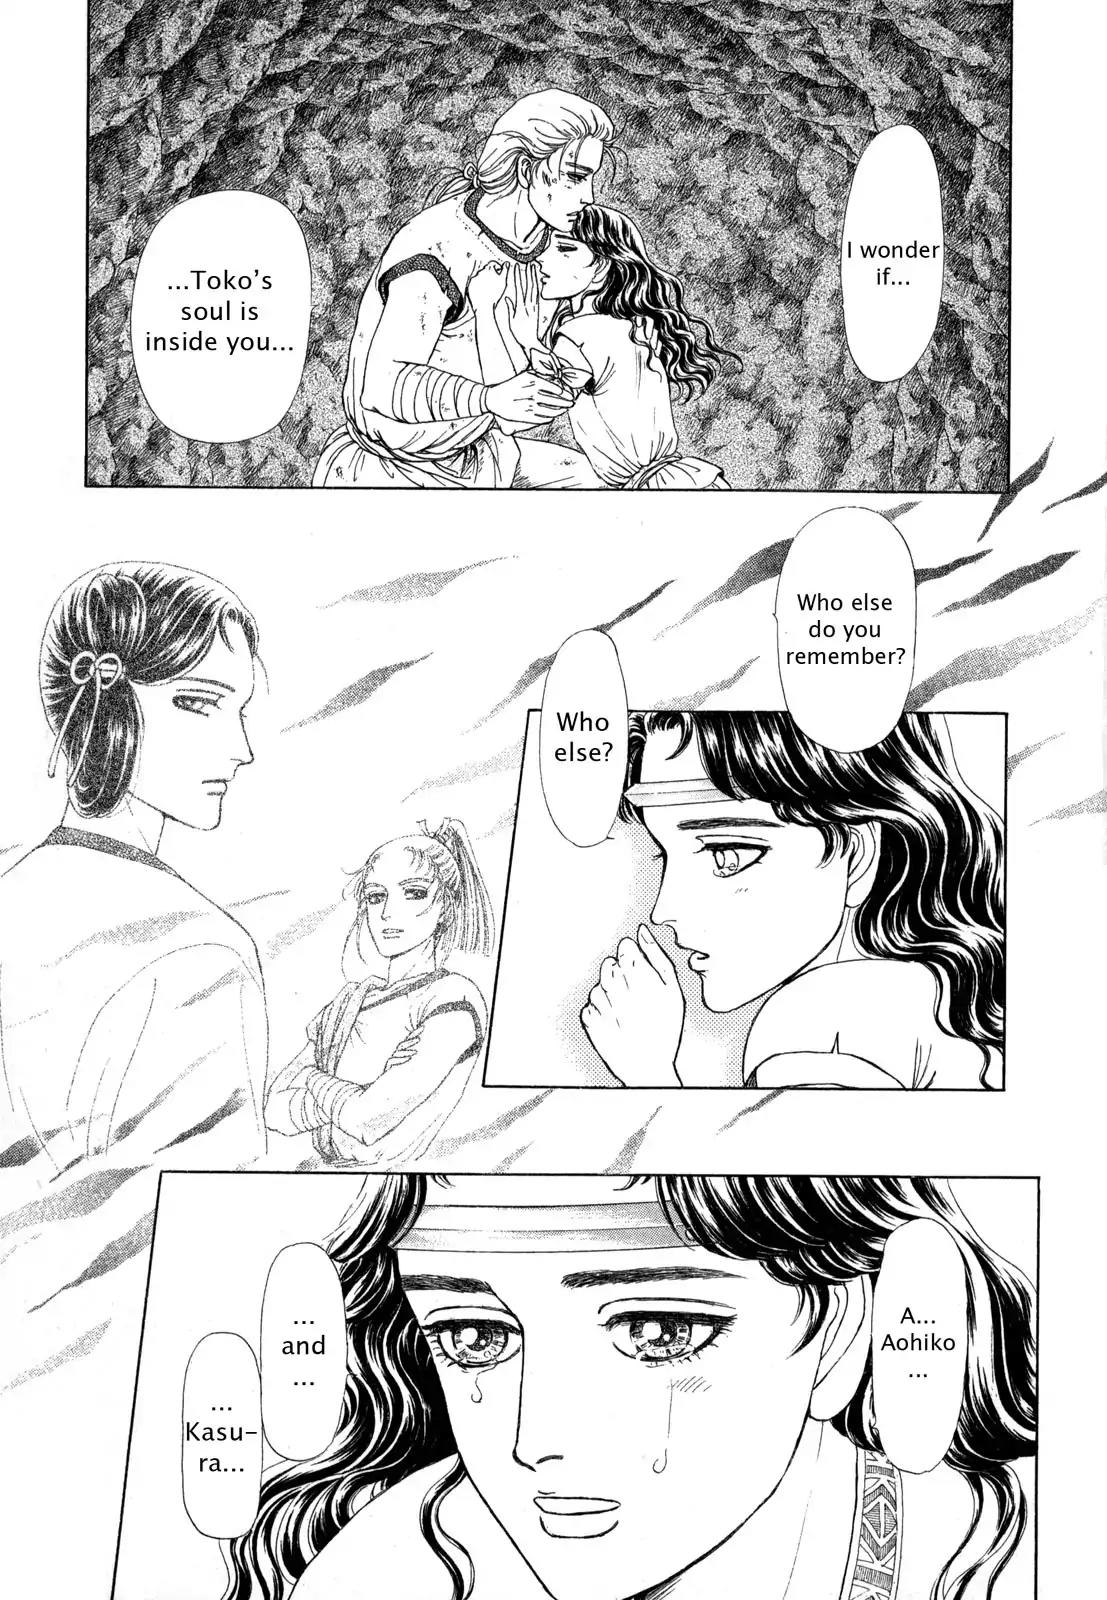 I wonder
if...
...Toko's
soul is
inside you...
Who else
do you
remember?
Who
else?
A...
Aohiko
...
...
and
...
...
Kasu-
ra...